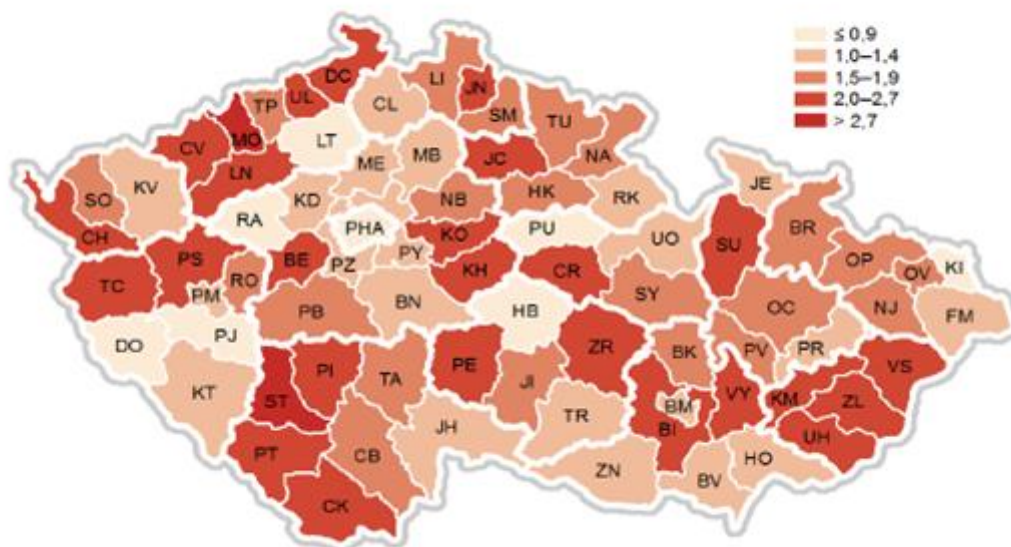 ≤ 0,9
1,0–1,4
1,5–1,9
2,0–2,7
> 2,7
DC
LI
JN
UL
TP
CL
SM
TU
MO
LT
CV
LN
ME
MB
JC
NA
SO
KV
KD
NB
HK
RK
JE
RA
PHA
CH
KO
PU
UO
SU
BR
PS
BE
PZ
PY
KH
CR
OP
OV
KI
TC
RO
PM
PB
BN
HB
SY
OC
NJ
FM
DO
PJ
ZR
BK
PV
PR
KT
ST
PI
TA
PE
JI
VY
KM
VS
BM
ZL
TR
BI
JH
UH
PT
CB
HO
ZN
BV
CK